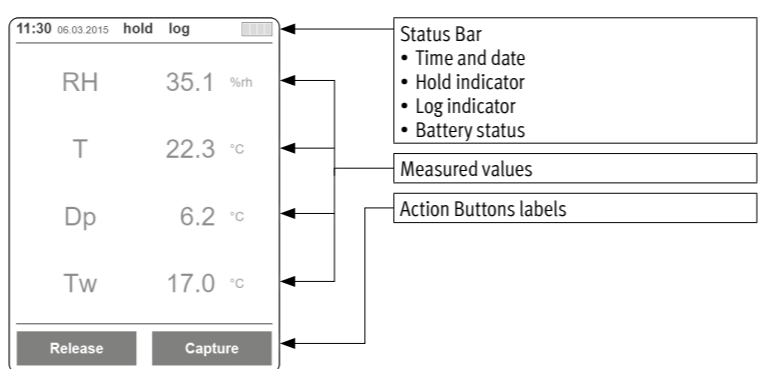 11:30 06.03.2015 hold log
RH 35.1 %rh
T 22.3 °C
Dp 6.2 °C
Tw 17.0 °C
Release Capture
Status Bar
• Time and date
• Hold indicator
• Log indicator
• Battery status
Measured values
Action Buttons labels